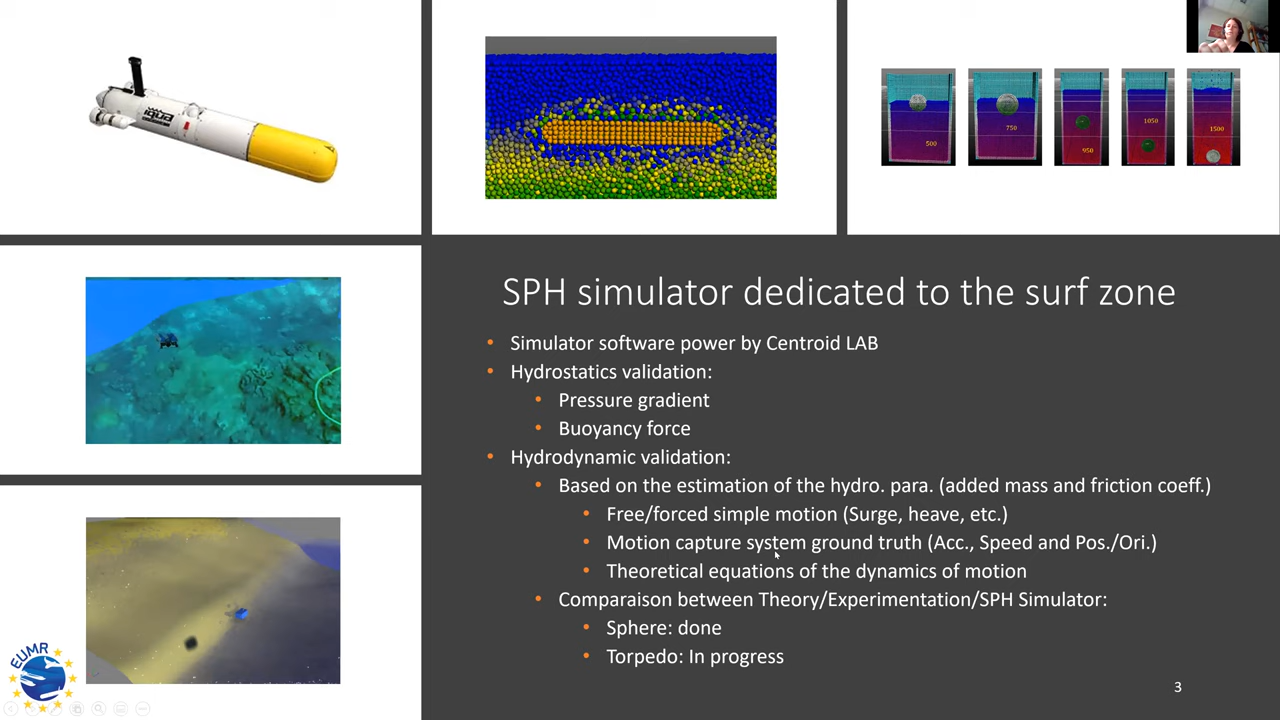 iqua
500
750
950
1050
1500
SPH simulator dedicated to the surf zone
• Simulator software power by Centroid LAB
• Hydrostatics validation:
• Pressure gradient
• Buoyancy force
• Hydrodynamic validation:
• Based on the estimation of the hydro. para. (added mass and friction coeff.)
• Free/forced simple motion (Surge, heave, etc.)
• Motion capture system ground truth (Acc., Speed and Pos./Ori.)
• Theoretical equations of the dynamics of motion
• Comparaison between Theory/Experimentation/SPH Simulator:
• Sphere: done
• Torpedo: In progress
EUMR
3